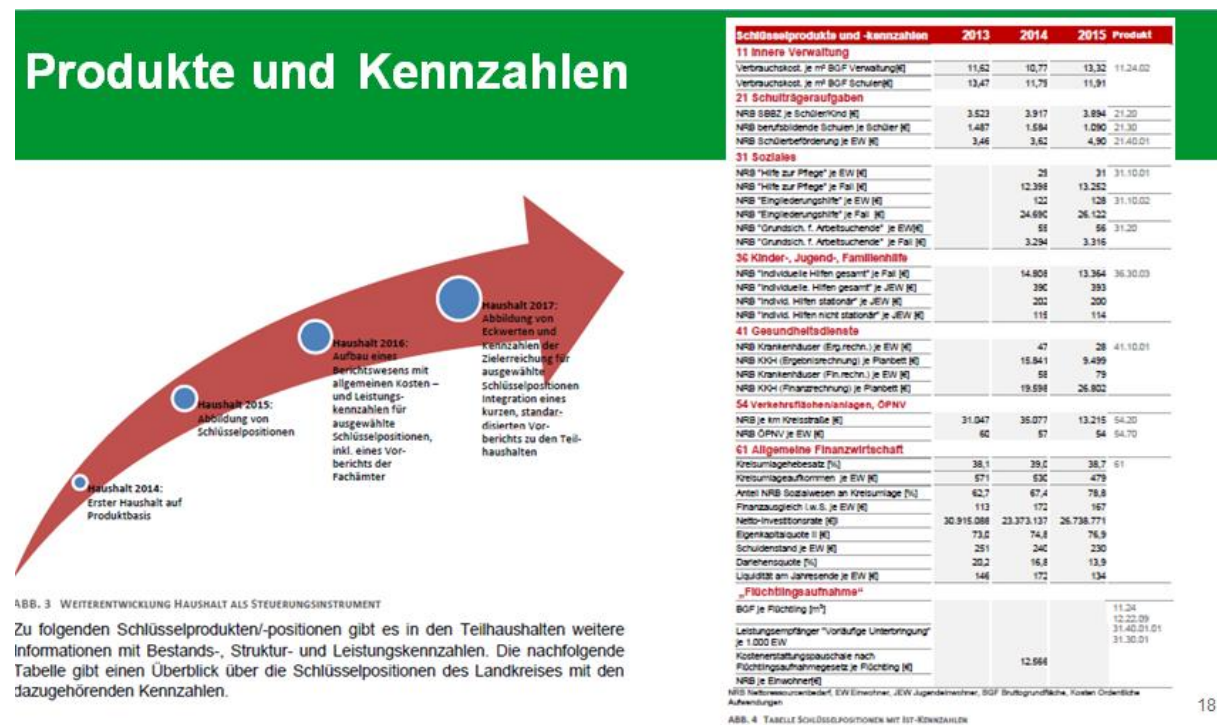 Produkte und Kennzahlen
Haushalt 2014:
Erster Haushalt auf
Produktbasis
Haushalt 2015:
Abbildung von
Schlüsselpositionen
Haushalt 2016:
Aufbau eines
Berichtswesens mit
allgemeinen Kosten –
und Leistungs-
kennzahlen für
ausgewählte
Schlüsselpositionen,
inkl. eines Vor-
berichts der
Fachämter
Haushalt 2017:
Abbildung von
Eckwerten und
Kennzahlen der
Zielerreichung für
ausgewählte
Schlüsselpositionen
Integration eines
kurzen, standar-
disierten Vor-
berichts zu den Teil-
haushalten
ABB. 3 WEITERENTWICKLUNG HAUSHALT ALS STEUERUNGSINSTRUMENT
Zu folgenden Schlüsselprodukten/-positionen gibt es in den Teilhaushalten weitere
Informationen mit Bestands-, Struktur- und Leistungskennzahlen. Die nachfolgende
Tabelle gibt einen Überblick über die Schlüsselpositionen des Landkreises mit den
dazugehörenden Kennzahlen.
Schlüsselprodukte und -kennzahlen 2013 2014 2015 Produkt
11 Innere Verwaltung
Verbrauchskost. je m² BGF Verwaltung[€] 11,62 10,77 13,32 11.24.02
Verbrauchskost. je m² BGF Schulen[€] 13,47 11,75 11,91
21 Schulträgeraufgaben
NRB SBBZ je Schüler/Kind [€] 3.523 3.917 3.894 21.20
NRB berufsbildende Schulen je Schüler [€] 1.487 1.584 1.090 21.30
NRB Schülerbeförderung je EW [€] 3,46 3,62 4,90 21.40.01
31 Soziales
NRB "Hilfe zur Pflege" je EW [€] 29 31 31.10.01
NRB "Hilfe zur Pflege" je Fall [€] 12.398 13.252
NRB "Eingliederungshilfe" je EW [€] 122 128 31.10.02
NRB "Eingliederungshilfe" je Fall [€] 24.690 26.122
NRB "Grundsich. f. Arbeitsuchende" je EW[€] 55 56 31.20
NRB "Grundsich. f. Arbeitsuchende" je Fall [€] 3.294 3.316
36 Kinder-, Jugend-, Familienhilfe
NRB "Individuelle Hilfen gesamt" je Fall [€] 14.808 13.364 36.30.03
NRB "Individuelle. Hilfen gesamt" je JEW [€] 390 393
NRB "Individ. Hilfen stationär" je JEW [€] 202 200
NRB "Individ. Hilfen nicht stationär" je JEW [€] 115 114
41 Gesundheitsdienste
NRB Krankenhäuser (Erg.rechn.) je EW [€] 47 28 41.10.01
NRB KKH (Ergebnisrechnung) je Planbett [€] 15.841 9.499
NRB Krankenhäuser (Fin.rechn.) je EW [€] 58 79
NRB KKH (Finanzrechnung) je Planbett [€] 19.598 26.802
54 Verkehrsflächen/anlagen, ÖPNV
NRB je km Kreisstraße [€] 31.047 35.077 13.215 54.20
NRB ÖPNV je EW [€] 60 57 54 54.70
61 Allgemeine Finanzwirtschaft
Kreisumlagehebesatz [%] 38,1 39,0 38,7 61
Kreisumlageaufkommen je EW [€] 571 530 479
Anteil NRB Sozialwesen an Kreisumlage [%] 62,7 67,4 78,8
Finanzausgleich i.w.S. je EW [€] 113 172 167
Netto-Investitionsrate [€] 30.915.088 23.373.137 26.738.771
Eigenkapitalquote II [€] 73,0 74,8 76,9
Schuldenstand je EW [€] 251 240 230
Darlehensquote [%] 20,2 16,8 13,9
Liquidität am Jahresende je EW [€] 146 172 134
„Flüchtlingsaufnahme“
BGF je Flüchtling [m²] 11.24
12.22.09
Leistungsempfänger "Vorläufige Unterbringung" 31.40.01.01
je 1.000 EW 31.30.01
Kostenerstattungspauschale nach
Flüchtlingsaufnahmegesetz je Flüchtling [€] 12.566
NRB je Einwohner[€]
NRB Nettoressourcenbedarf, EW Einwohner, JEW Jugendeinwohner, BGF Bruttogrundfläche, Kosten Ordentliche
Aufwendungen
ABB. 4 TABELLE SCHLÜSSELPOSITIONEN MIT IST-KENNZAHLEN
18